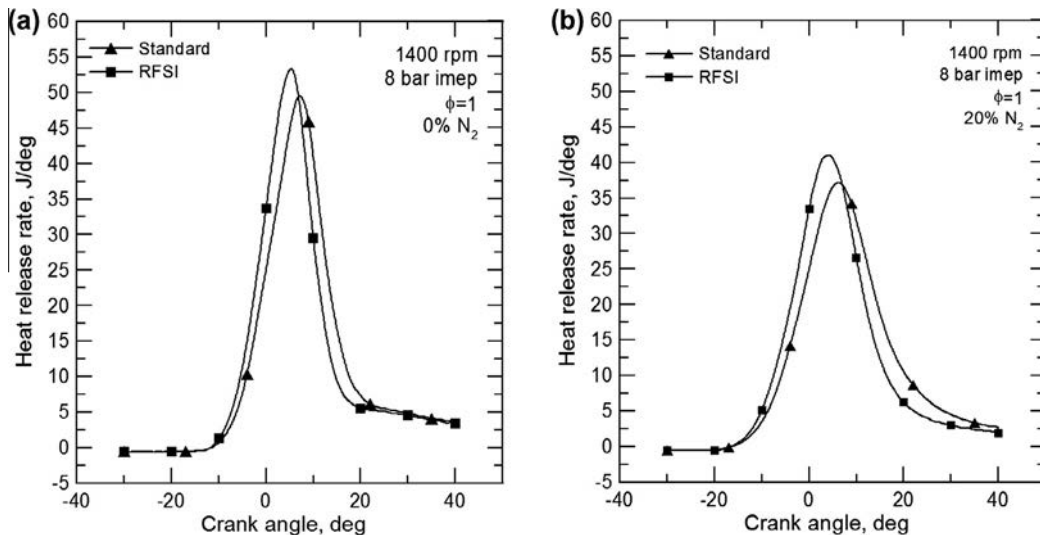 (a)
60
55
50
45
40
35
30
25
20
15
10
5
0
-5
Heat release rate, J/deg
Standard
RFSI
1400 rpm
8 bar imep
ϕ=1
0% N₂
-40 -20 0 20 40
Crank angle, deg
(b)
60
55
50
45
40
35
30
25
20
15
10
5
0
-5
Heat release rate, J/deg
Standard
RFSI
1400 rpm
8 bar imep
ϕ=1
20% N₂
-40 -20 0 20 40
Crank angle, deg